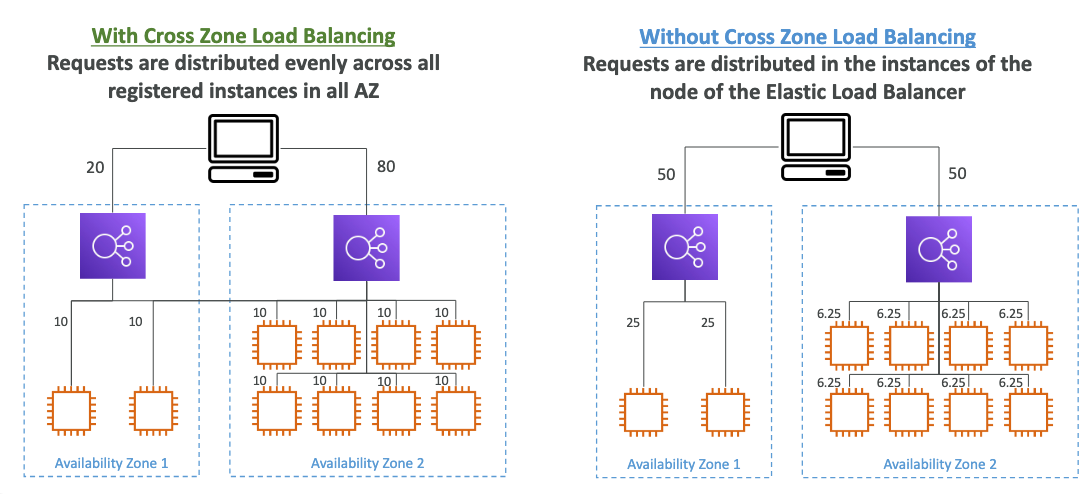 With Cross Zone Load Balancing
Requests are distributed evenly across all
registered instances in all AZ
20
80
10
10
10
10
10
10
10
10
10
10
Availability Zone 1
Availability Zone 2
Without Cross Zone Load Balancing
Requests are distributed in the instances of the
node of the Elastic Load Balancer
50
50
25
25
6.25
6.25
6.25
6.25
6.25
6.25
6.25
6.25
Availability Zone 1
Availability Zone 2